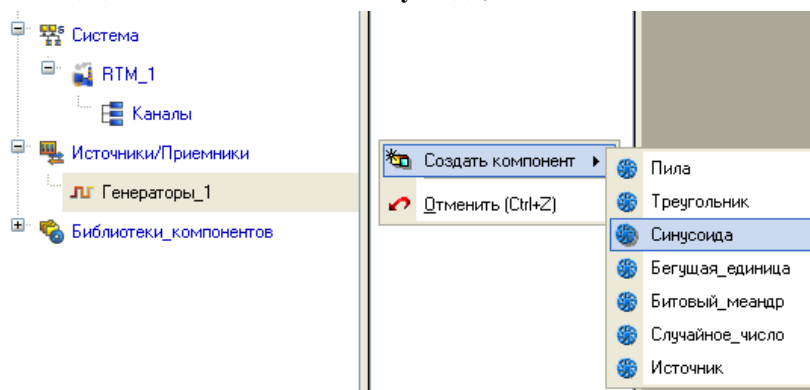 Система
RTM_1
Каналы
Источники/Приемники
Генераторы_1
Библиотеки_компонентов
Создать компонент
Отменить (Ctrl+Z)
Пила
Треугольник
Синусоида
Бегущая_единица
Битовый_меандр
Случайное_число
Источник